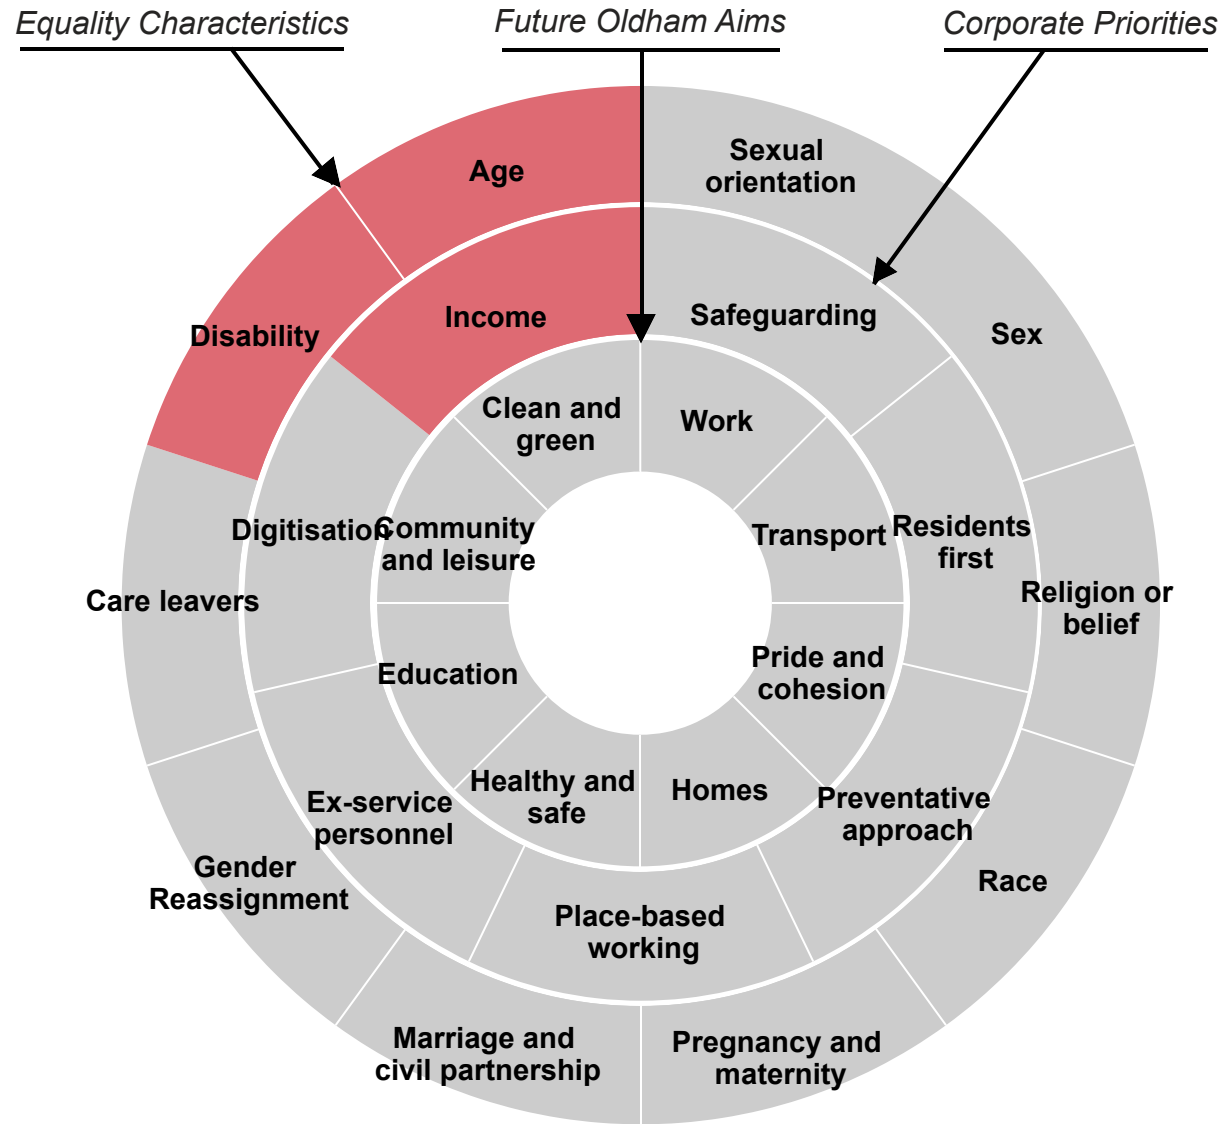 Equality Characteristics
Future Oldham Aims
Corporate Priorities
Age
Sexual
orientation
Disability
Income
Safeguarding
Sex
Clean and
green
Work
Digitisation
Community
and leisure
Transport
Residents
first
Care leavers
Religion or
belief
Education
Pride and
cohesion
Healthy and
safe
Homes
Ex-service
personnel
Preventative
approach
Gender
Reassignment
Race
Place-based
working
Marriage and
civil partnership
Pregnancy and
maternity